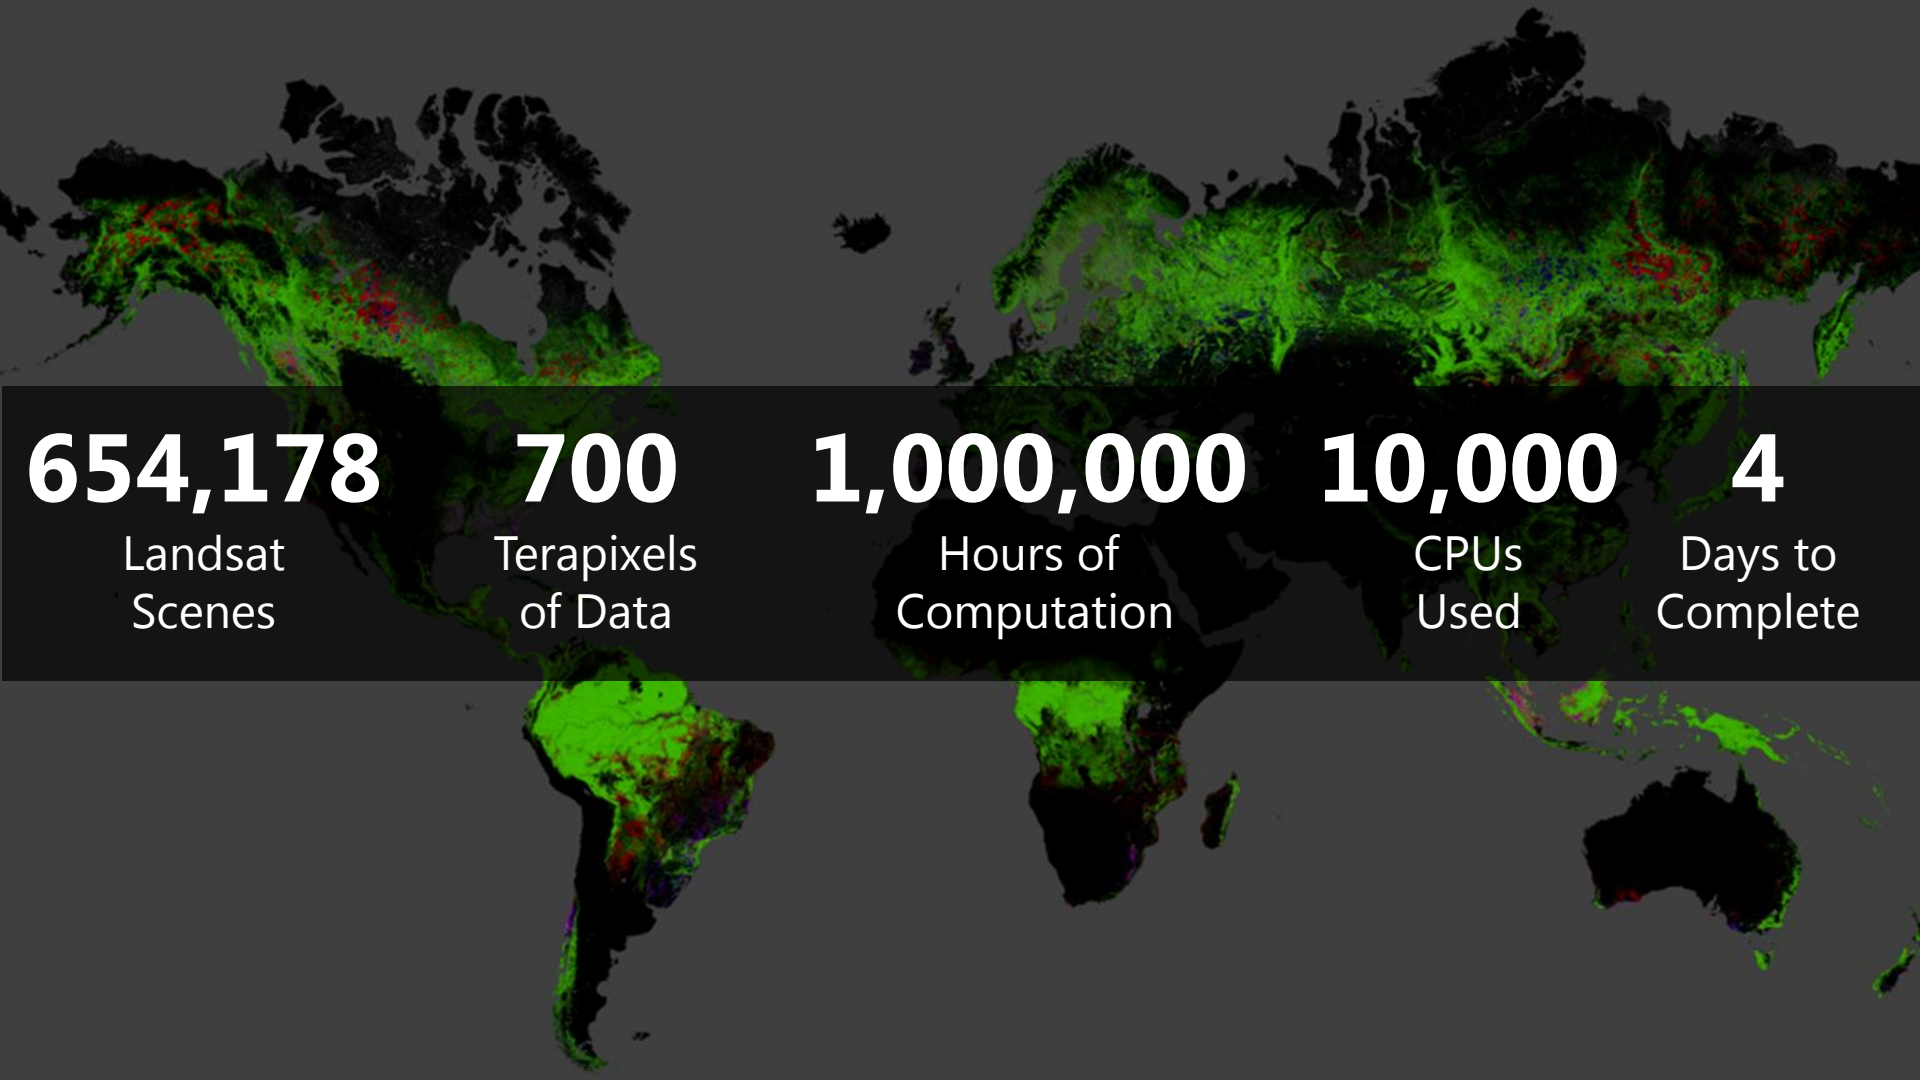 654,178
Landsat
Scenes
700
Terapixels
of Data
1,000,000
Hours of
Computation
10,000
CPUs
Used
4
Days to
Complete